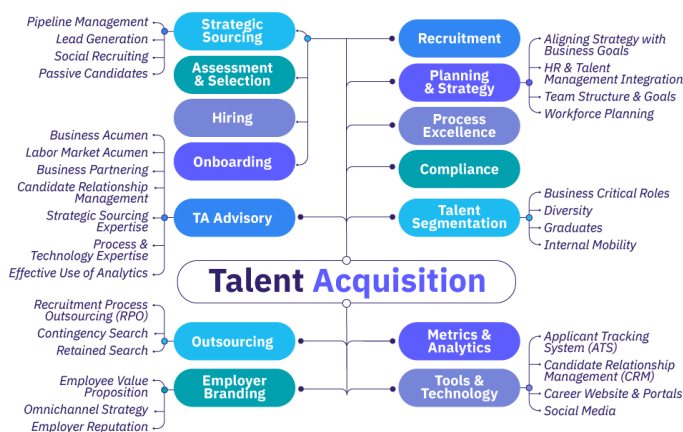 Pipeline Management
Lead Generation
Social Recruiting
Passive Candidates
Strategic
Sourcing
Assessment
& Selection
Hiring
Onboarding
Business Acumen
Labor Market Acumen
Business Partnering
Candidate Relationship
Management
Strategic Sourcing
Expertise
Process &
Technology Expertise
Effective Use of Analytics
TA Advisory
Recruitment
Planning
& Strategy
Aligning Strategy with
Business Goals
HR & Talent
Management Integration
Team Structure & Goals
Workforce Planning
Process
Excellence
Compliance
Talent
Segmentation
Business Critical Roles
Diversity
Graduates
Internal Mobility
Talent Acquisition
Recruitment Process
Outsourcing (RPO)
Contingency Search
Retained Search
Outsourcing
Employee Value
Proposition
Omnichannel Strategy
Employer Reputation
Employer
Branding
Metrics &
Analytics
Tools &
Technology
Applicant Tracking
System (ATS)
Candidate Relationship
Management (CRM)
Career Website & Portals
Social Media